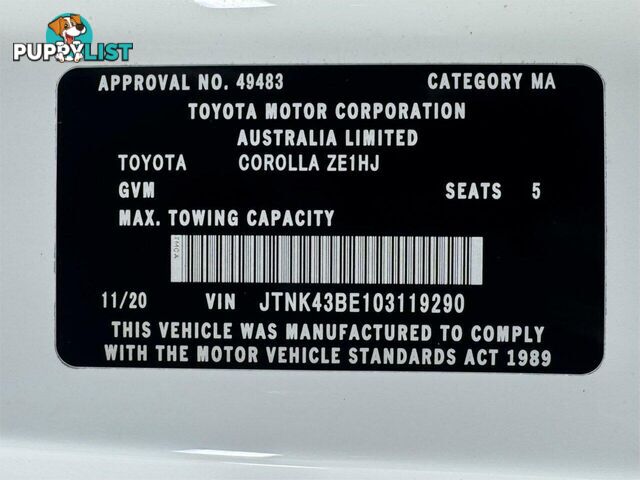 PUPPYLIST
APPROVAL NO. 49483 CATEGORY MA
TOYOTA MOTOR CORPORATION
AUSTRALIA LIMITED
TOYOTA COROLLA ZE1HJ
GVM SEATS 5
MAX. TOWING CAPACITY
TMCA
11/20 VIN JTNK43BE103119290
THIS VEHICLE WAS MANUFACTURED TO COMPLY
WITH THE MOTOR VEHICLE STANDARDS ACT 1989